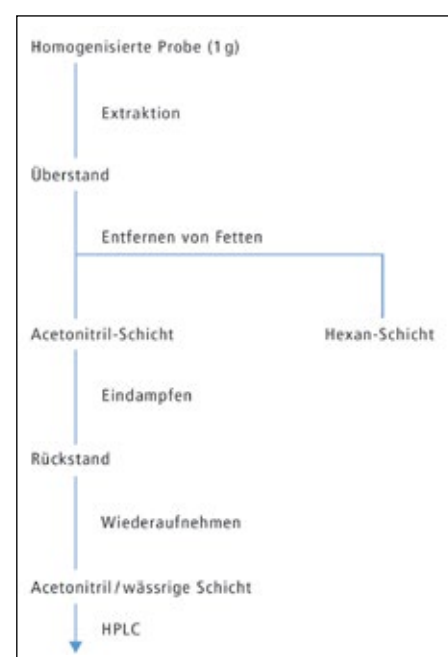 Homogenisierte Probe (1 g)
Extraktion
Überstand
Entfernen von Fetten
Acetonitril-Schicht Hexan-Schicht
Eindampfen
Rückstand
Wiederaufnehmen
Acetonitril/wässrige Schicht
HPLC